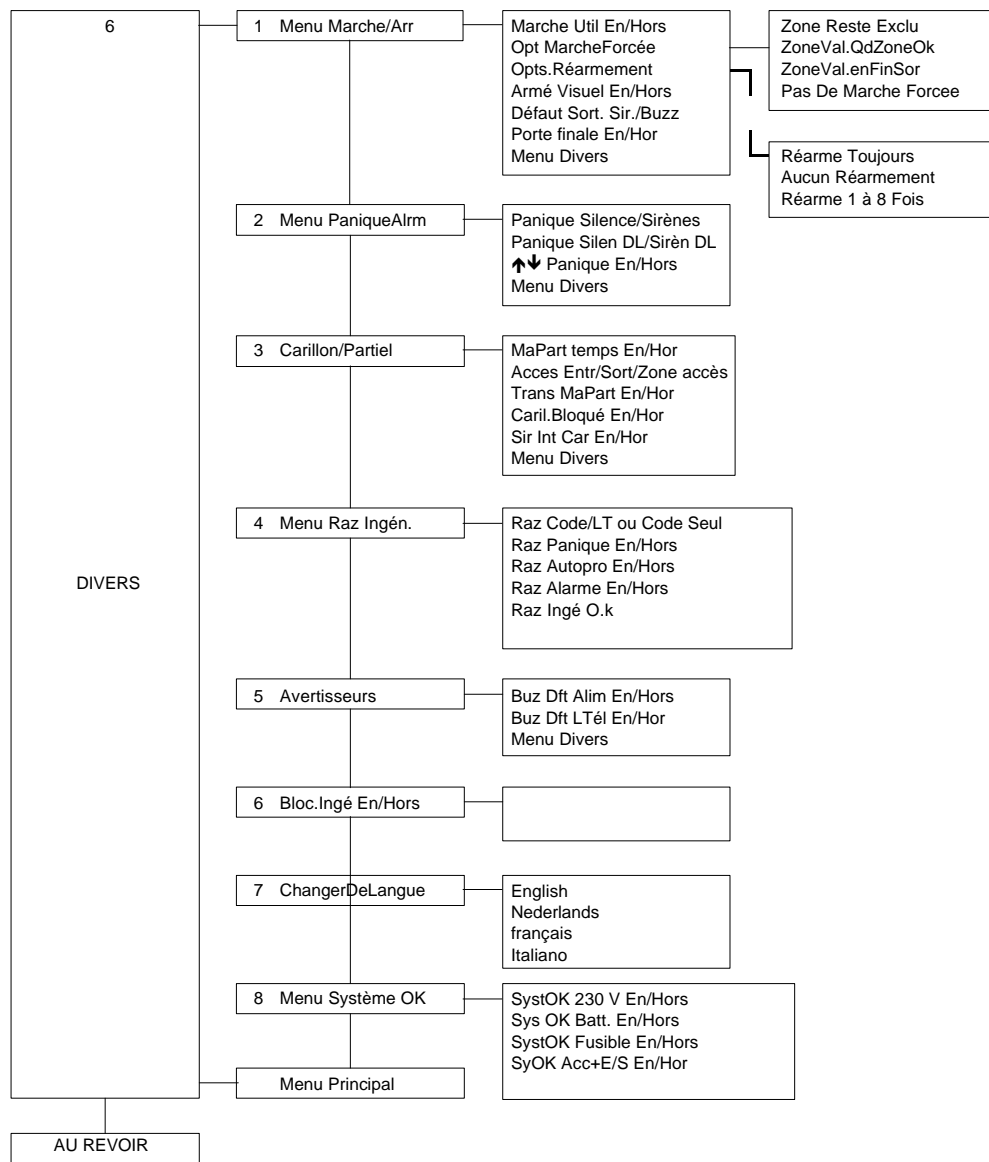 6
DIVERS
AU REVOIR
1 Menu Marche/Arr
Marche Util En/Hors
Opt MarcheForcée
Opts.Réarmement
Armé Visuel En/Hors
Défaut Sort. Sir./Buzz
Porte finale En/Hor
Menu Divers
Zone Reste Exclu
ZoneVal.QdZoneOk
ZoneVal.enFinSor
Pas De Marche Forcee
Réarme Toujours
Aucun Réarmement
Réarme 1 à 8 Fois
2 Menu PaniqueAlrm
Panique Silence/Sirènes
Panique Silen DL/Sirèn DL
🡹🡻 Panique En/Hors
Menu Divers
3 Carillon/Partiel
MaPart temps En/Hor
Acces Entr/Sort/Zone accès
Trans MaPart En/Hor
Caril.Bloqué En/Hor
Sir Int Car En/Hor
Menu Divers
4 Menu Raz Ingén.
Raz Code/LT ou Code Seul
Raz Panique En/Hors
Raz Autopro En/Hors
Raz Alarme En/Hors
Raz Ingé O.k
5 Avertisseurs
Buz Dft Alim En/Hors
Buz Dft LTél En/Hor
Menu Divers
6 Bloc.Ingé En/Hors
7 ChangerDeLangue
English
Nederlands
français
Italiano
8 Menu Système OK
SystOK 230 V En/Hors
Sys OK Batt. En/Hors
SystOK Fusible En/Hors
SyOK Acc+E/S En/Hor
Menu Principal